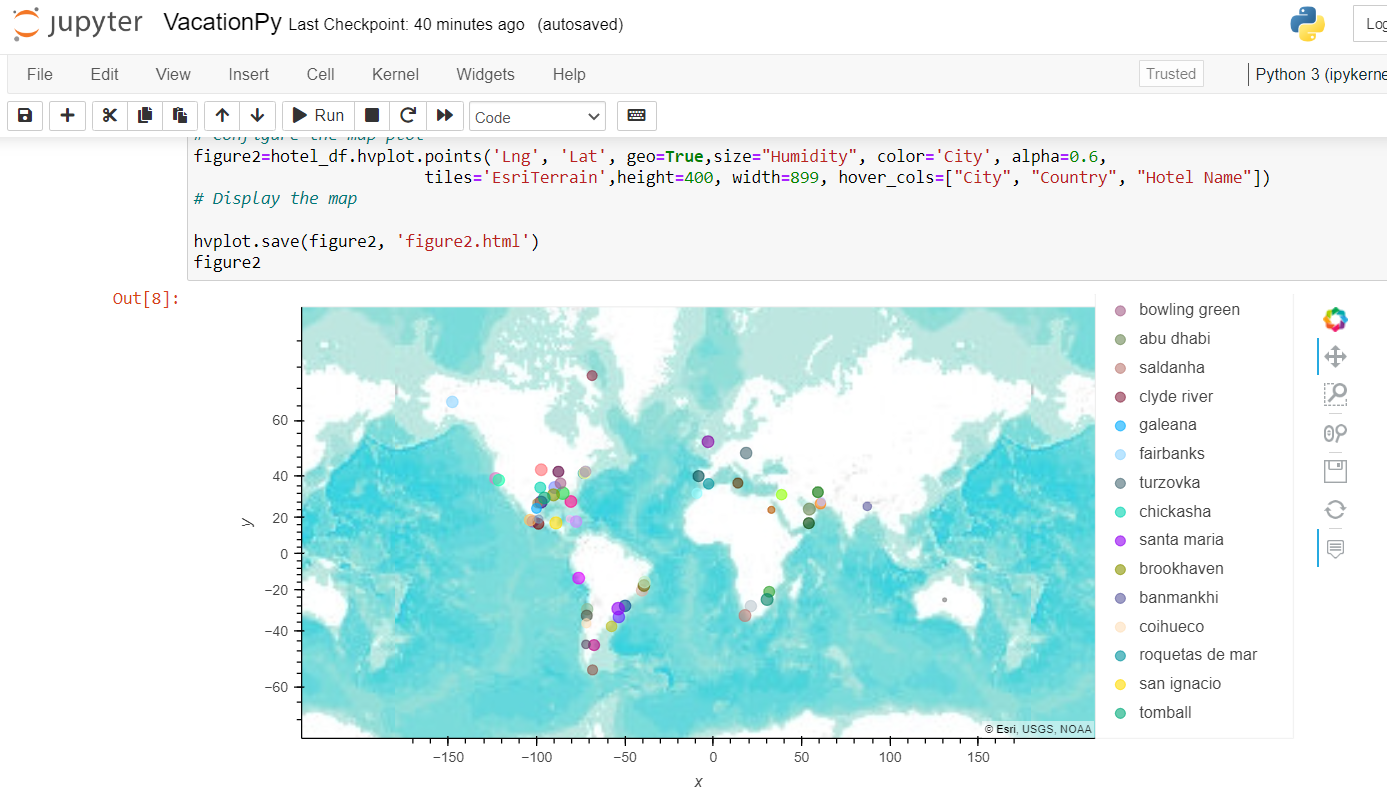 jupyter VacationPy Last Checkpoint: 40 minutes ago (autosaved)
Log
File Edit View Insert Cell Kernel Widgets Help
Trusted
Python 3 (ipykerne
Run
Code
# Configure the map plot
figure2=hotel_df.hvplot.points('Lng', 'Lat', geo=True,size="Humidity", color='City', alpha=0.6,
tiles='EsriTerrain',height=400, width=899, hover_cols=["City", "Country", "Hotel Name"])
# Display the map
hvplot.save(figure2, 'figure2.html')
figure2
Out[8]:
60
40
20
0
−20
−40
−60
y
−150 −100 −50 0 50 100 150
x
© Esri, USGS, NOAA
bowling green
abu dhabi
saldanha
clyde river
galeana
fairbanks
turzovka
chickasha
santa maria
brookhaven
banmankhi
coihueco
roquetas de mar
san ignacio
tomball